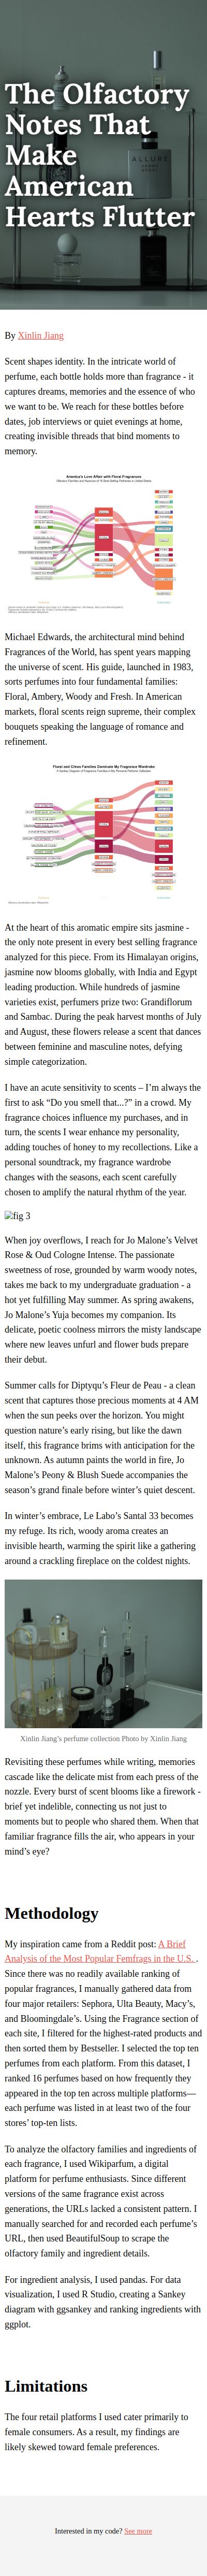 The Olfactory
Notes That
Make
American
Hearts Flutter
ALLURE
By Xinlin Jiang
Scent shapes identity. In the intricate world of
perfume, each bottle holds more than fragrance - it
captures dreams, memories and the essence of who
we want to be. We reach for these bottles before
dates, job interviews or quiet evenings at home,
creating invisible threads that bind moments to
memory.
America's Love Affair with Floral Fragrances
Michael Edwards, the architectural mind behind
Fragrances of the World, has spent years mapping
the universe of scent. His guide, launched in 1983,
sorts perfumes into four fundamental families:
Floral, Ambery, Woody and Fresh. In American
markets, floral scents reign supreme, their complex
bouquets speaking the language of romance and
refinement.
Floral and Citrus Families Dominate My Fragrance Wardrobe
At the heart of this aromatic empire sits jasmine -
the only note present in every best selling fragrance
analyzed for this piece. From its Himalayan origins,
jasmine now blooms globally, with India and Egypt
leading production. While hundreds of jasmine
varieties exist, perfumers prize two: Grandiflorum
and Sambac. During the peak harvest months of July
and August, these flowers release a scent that dances
between feminine and masculine notes, defying
simple categorization.
I have an acute sensitivity to scents – I’m always the
first to ask “Do you smell that...?” in a crowd. My
fragrance choices influence my purchases, and in
turn, the scents I wear enhance my personality,
adding touches of honey to my recollections. Like a
personal soundtrack, my fragrance wardrobe
changes with the seasons, each scent carefully
chosen to amplify the natural rhythm of the year.
fig 3
When joy overflows, I reach for Jo Malone’s Velvet
Rose & Oud Cologne Intense. The passionate
sweetness of rose, grounded by warm woody notes,
takes me back to my undergraduate graduation - a
hot yet fulfilling May summer. As spring awakens,
Jo Malone’s Yuja becomes my companion. Its
delicate, poetic coolness mirrors the misty landscape
where new leaves unfurl and flower buds prepare
their debut.
Summer calls for Diptyqu’s Fleur de Peau - a clean
scent that captures those precious moments at 4 AM
when the sun peeks over the horizon. You might
question nature’s early rising, but like the dawn
itself, this fragrance brims with anticipation for the
unknown. As autumn paints the world in fire, Jo
Malone’s Peony & Blush Suede accompanies the
season’s grand finale before winter’s quiet descent.
In winter’s embrace, Le Labo’s Santal 33 becomes
my refuge. Its rich, woody aroma creates an
invisible hearth, warming the spirit like a gathering
around a crackling fireplace on the coldest nights.
Xinlin Jiang’s perfume collection Photo by Xinlin Jiang
Revisiting these perfumes while writing, memories
cascade like the delicate mist from each press of the
nozzle. Every burst of scent blooms like a firework -
brief yet indelible, connecting us not just to
moments but to people who shared them. When that
familiar fragrance fills the air, who appears in your
mind’s eye?
Methodology
My inspiration came from a Reddit post: A Brief
Analysis of the Most Popular Femfrags in the U.S. .
Since there was no readily available ranking of
popular fragrances, I manually gathered data from
four major retailers: Sephora, Ulta Beauty, Macy’s,
and Bloomingdale’s. Using the Fragrance section of
each site, I filtered for the highest-rated products and
then sorted them by Bestseller. I selected the top ten
perfumes from each platform. From this dataset, I
ranked 16 perfumes based on how frequently they
appeared in the top ten across multiple platforms—
each perfume was listed in at least two of the four
stores’ top-ten lists.
To analyze the olfactory families and ingredients of
each fragrance, I used Wikiparfum, a digital
platform for perfume enthusiasts. Since different
versions of the same fragrance exist across
generations, the URLs lacked a consistent pattern. I
manually searched for and recorded each perfume’s
URL, then used BeautifulSoup to scrape the
olfactory family and ingredient details.
For ingredient analysis, I used pandas. For data
visualization, I used R Studio, creating a Sankey
diagram with ggsankey and ranking ingredients with
ggplot.
Limitations
The four retail platforms I used cater primarily to
female consumers. As a result, my findings are
likely skewed toward female preferences.
Interested in my code? See more